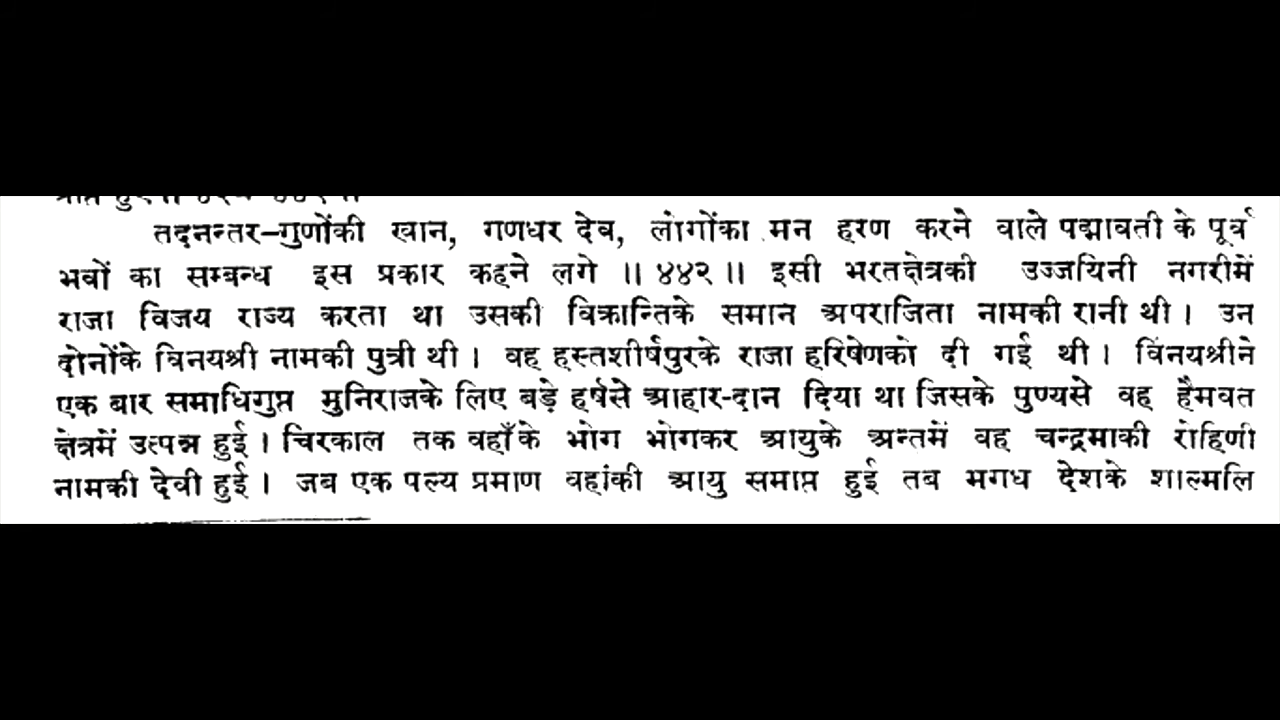 तदनन्तर–गुणोंकी खान, गणधर देव, लोगोंका मन हरण करने वाले पद्मावती के पूर्व
भवों का सम्बन्ध इस प्रकार कहने लगे ॥ ४४२ ॥ इसी भरतक्षेत्रकी उज्जयिनी नगरीमें
राजा विजय राज्य करता था उसकी विक्रान्तिके समान अपराजिता नामकी रानी थी। उन
दोनोंके विनयश्री नामकी पुत्री थी। वह हस्तशीर्षपुरके राजा हरिषेणको दी गई थी। विनयश्रीने
एक बार समाधिगुप्त मुनिराजके लिए बड़े हर्षसे आहार-दान दिया था जिसके पुण्यसे वह हैमवत
क्षेत्रमें उत्पन्न हुई। चिरकाल तक वहाँके भोग भोगकर आयुके अन्तमें वह चन्द्रमाकी रोहिणी
नामकी देवी हुई। जब एक पल्य प्रमाण वहांकी आयु समाप्त हुई तब मगध देशके शाल्मलि